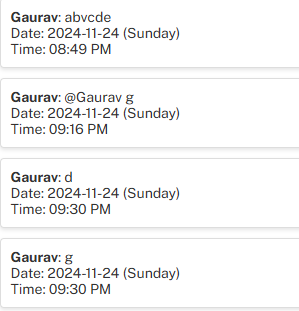 Gaurav: abvcde
Date: 2024-11-24 (Sunday)
Time: 08:49 PM
Gaurav: @Gaurav g
Date: 2024-11-24 (Sunday)
Time: 09:16 PM
Gaurav: d
Date: 2024-11-24 (Sunday)
Time: 09:30 PM
Gaurav: g
Date: 2024-11-24 (Sunday)
Time: 09:30 PM